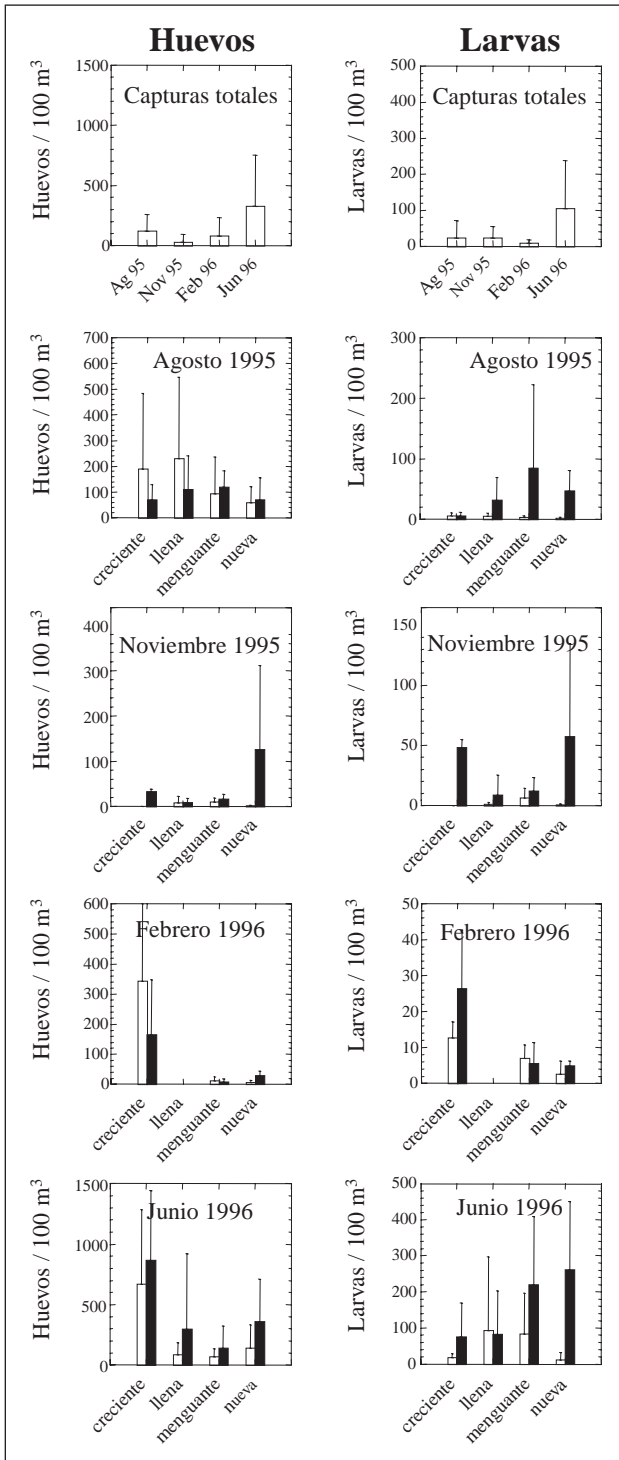 Huevos
Larvas
Huevos / 100 m³
1500
1000
500
0
Capturas totales
Ag 95
Nov 95
Feb 96
Jun 96
Larvas / 100 m³
500
400
300
200
100
0
Capturas totales
Ag 95
Nov 95
Feb 96
Jun 96
Huevos / 100 m³
700
600
500
400
300
200
100
0
Agosto 1995
creciente
llena
menguante
nueva
Larvas / 100 m³
300
200
100
0
Agosto 1995
creciente
llena
menguante
nueva
Huevos / 100 m³
400
300
200
100
0
Noviembre 1995
creciente
llena
menguante
nueva
Larvas / 100 m³
150
100
50
0
Noviembre 1995
creciente
llena
menguante
nueva
Huevos / 100 m³
600
500
400
300
200
100
0
Febrero 1996
creciente
llena
menguante
nueva
Larvas / 100 m³
50
40
30
20
10
0
Febrero 1996
creciente
llena
menguante
nueva
Huevos / 100 m³
1500
1000
500
0
Junio 1996
creciente
llena
menguante
nueva
Larvas / 100 m³
500
400
300
200
100
0
Junio 1996
creciente
llena
menguante
nueva